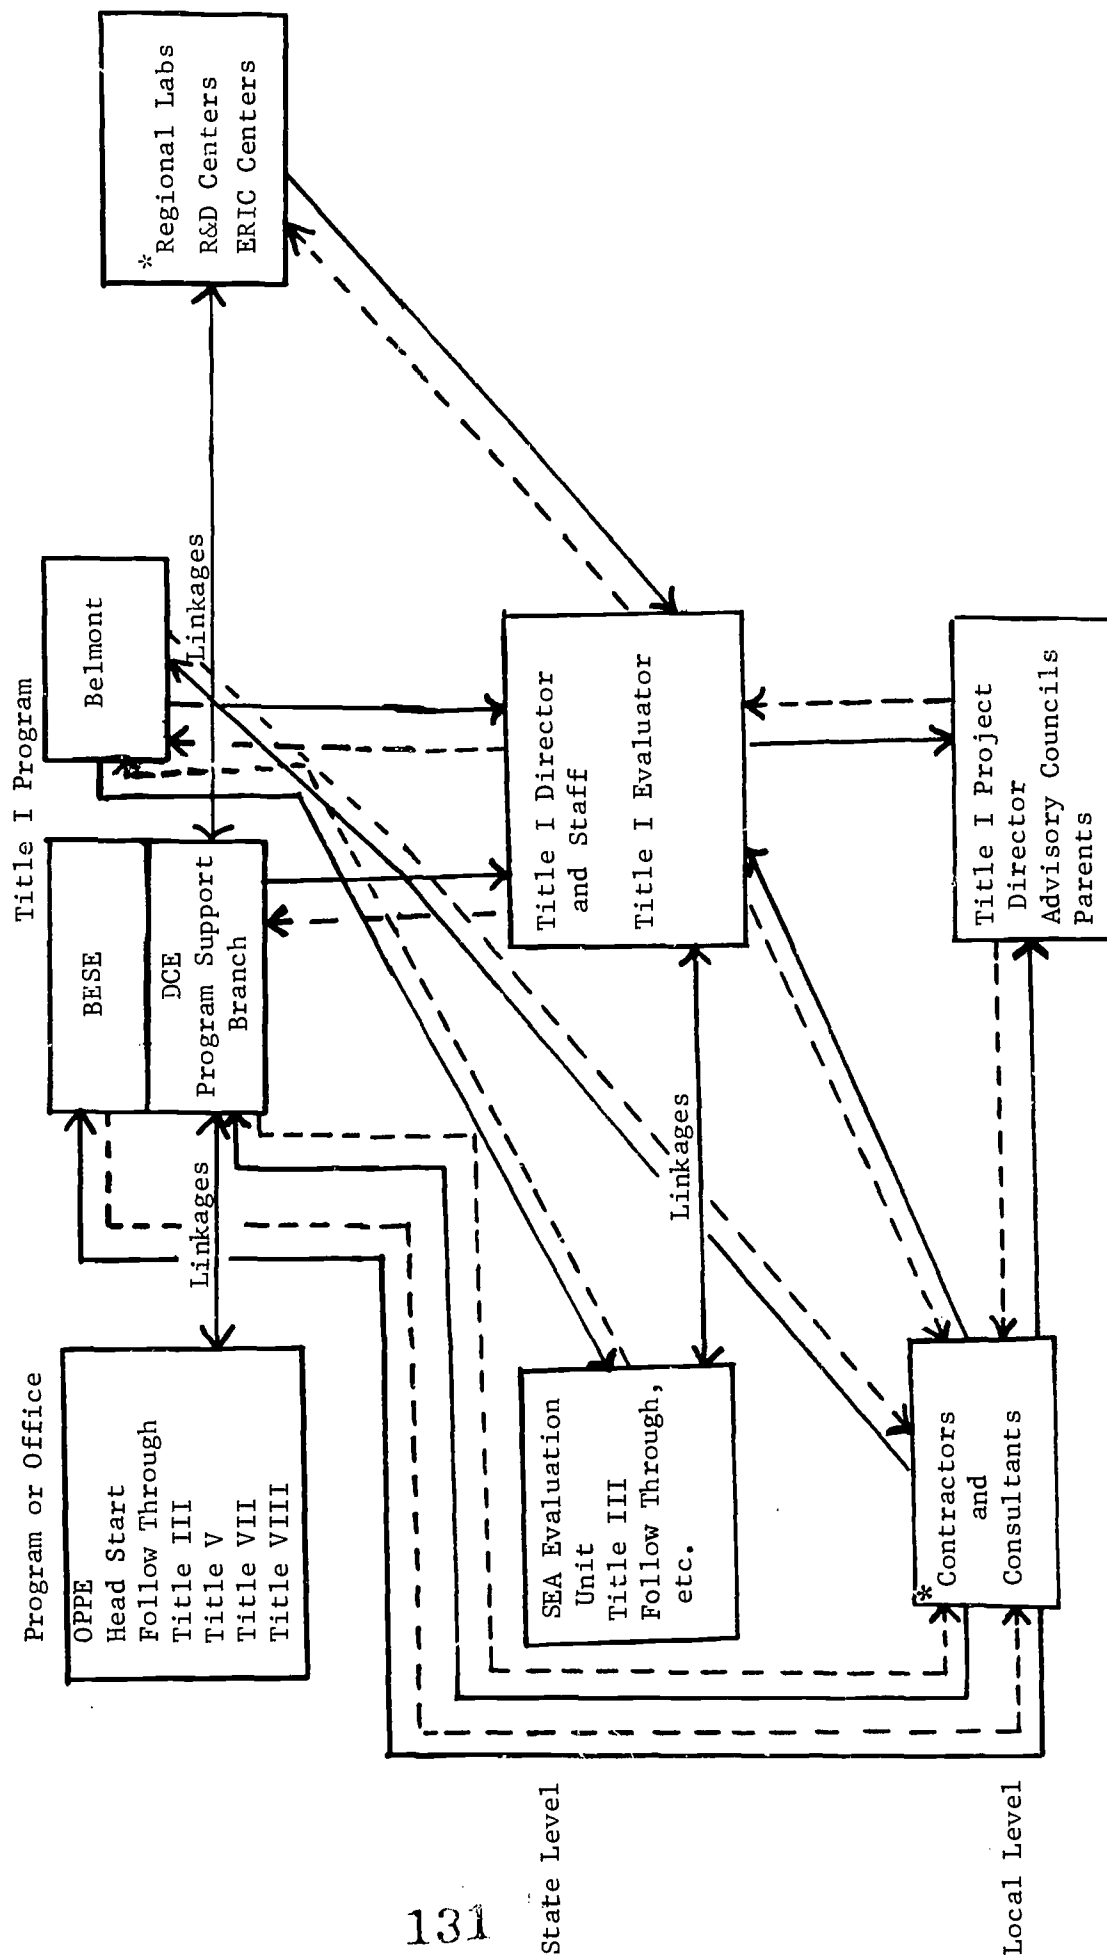 Program or Office
Title I Program
OPPE
Head Start
Follow Through
Title III
Title V
Title VII
Title VIII
Linkages
BESE
DCE
Program Support
Branch
Belmont
Linkages
*Regional Labs
R&D Centers
ERIC Centers
State Level
SEA Evaluation
Unit
Title III
Follow Through,
etc.
Linkages
Title I Director
and Staff
Title I Evaluator
Local Level
*Contractors
and
Consultants
Title I Project
Director
Advisory Councils
Parents
131